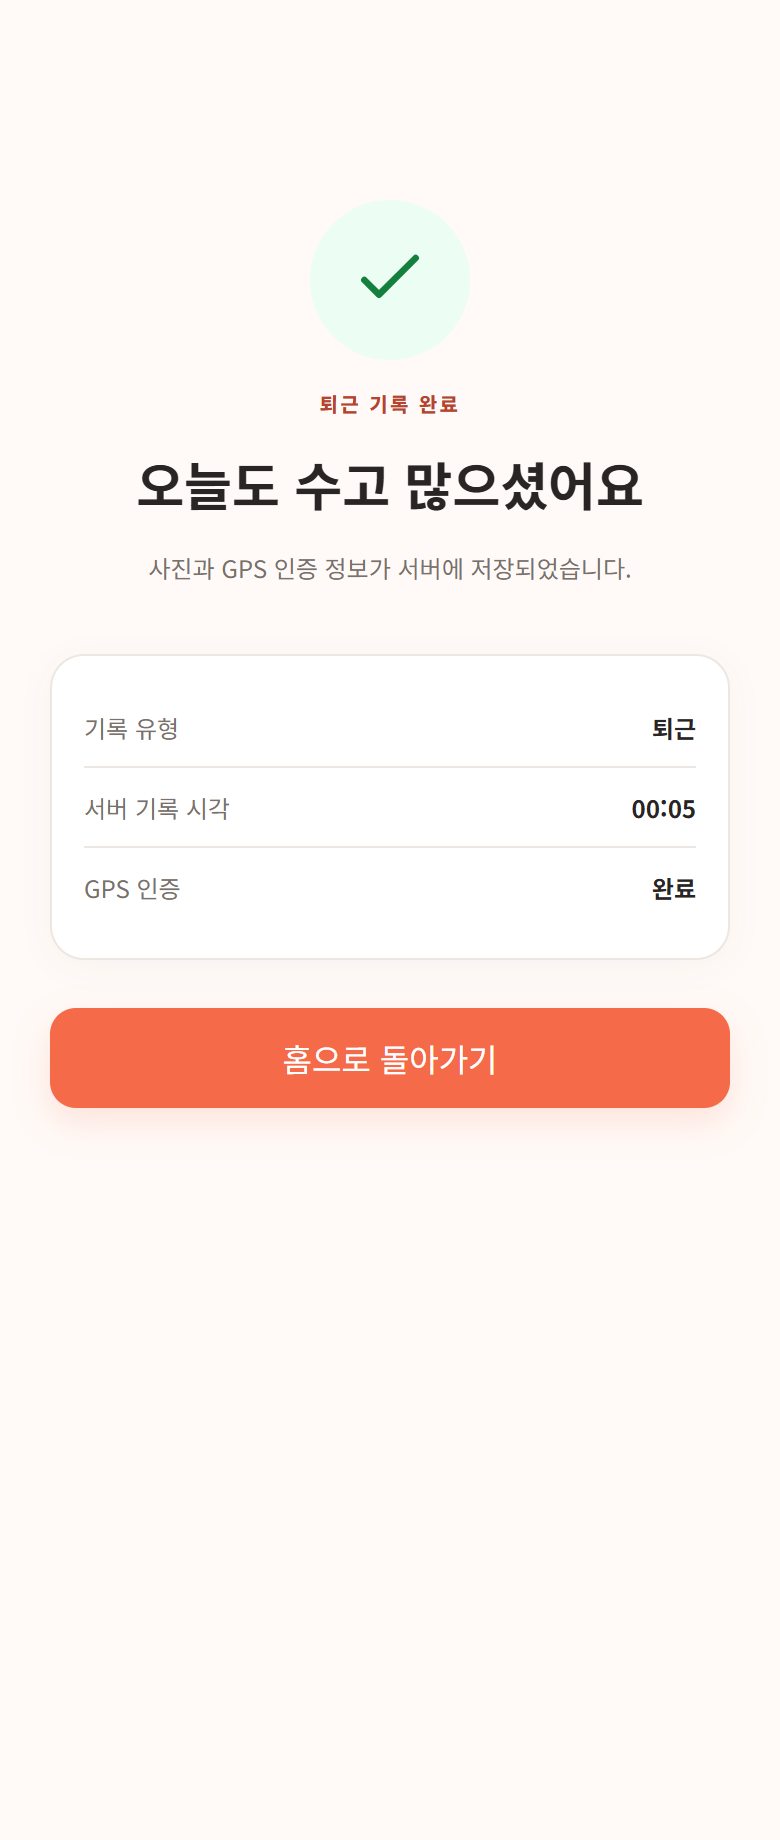 퇴근 기록 완료
오늘도 수고 많으셨어요
사진과 GPS 인증 정보가 서버에 저장되었습니다.
기록 유형 퇴근
서버 기록 시각 00:05
GPS 인증 완료
홈으로 돌아가기